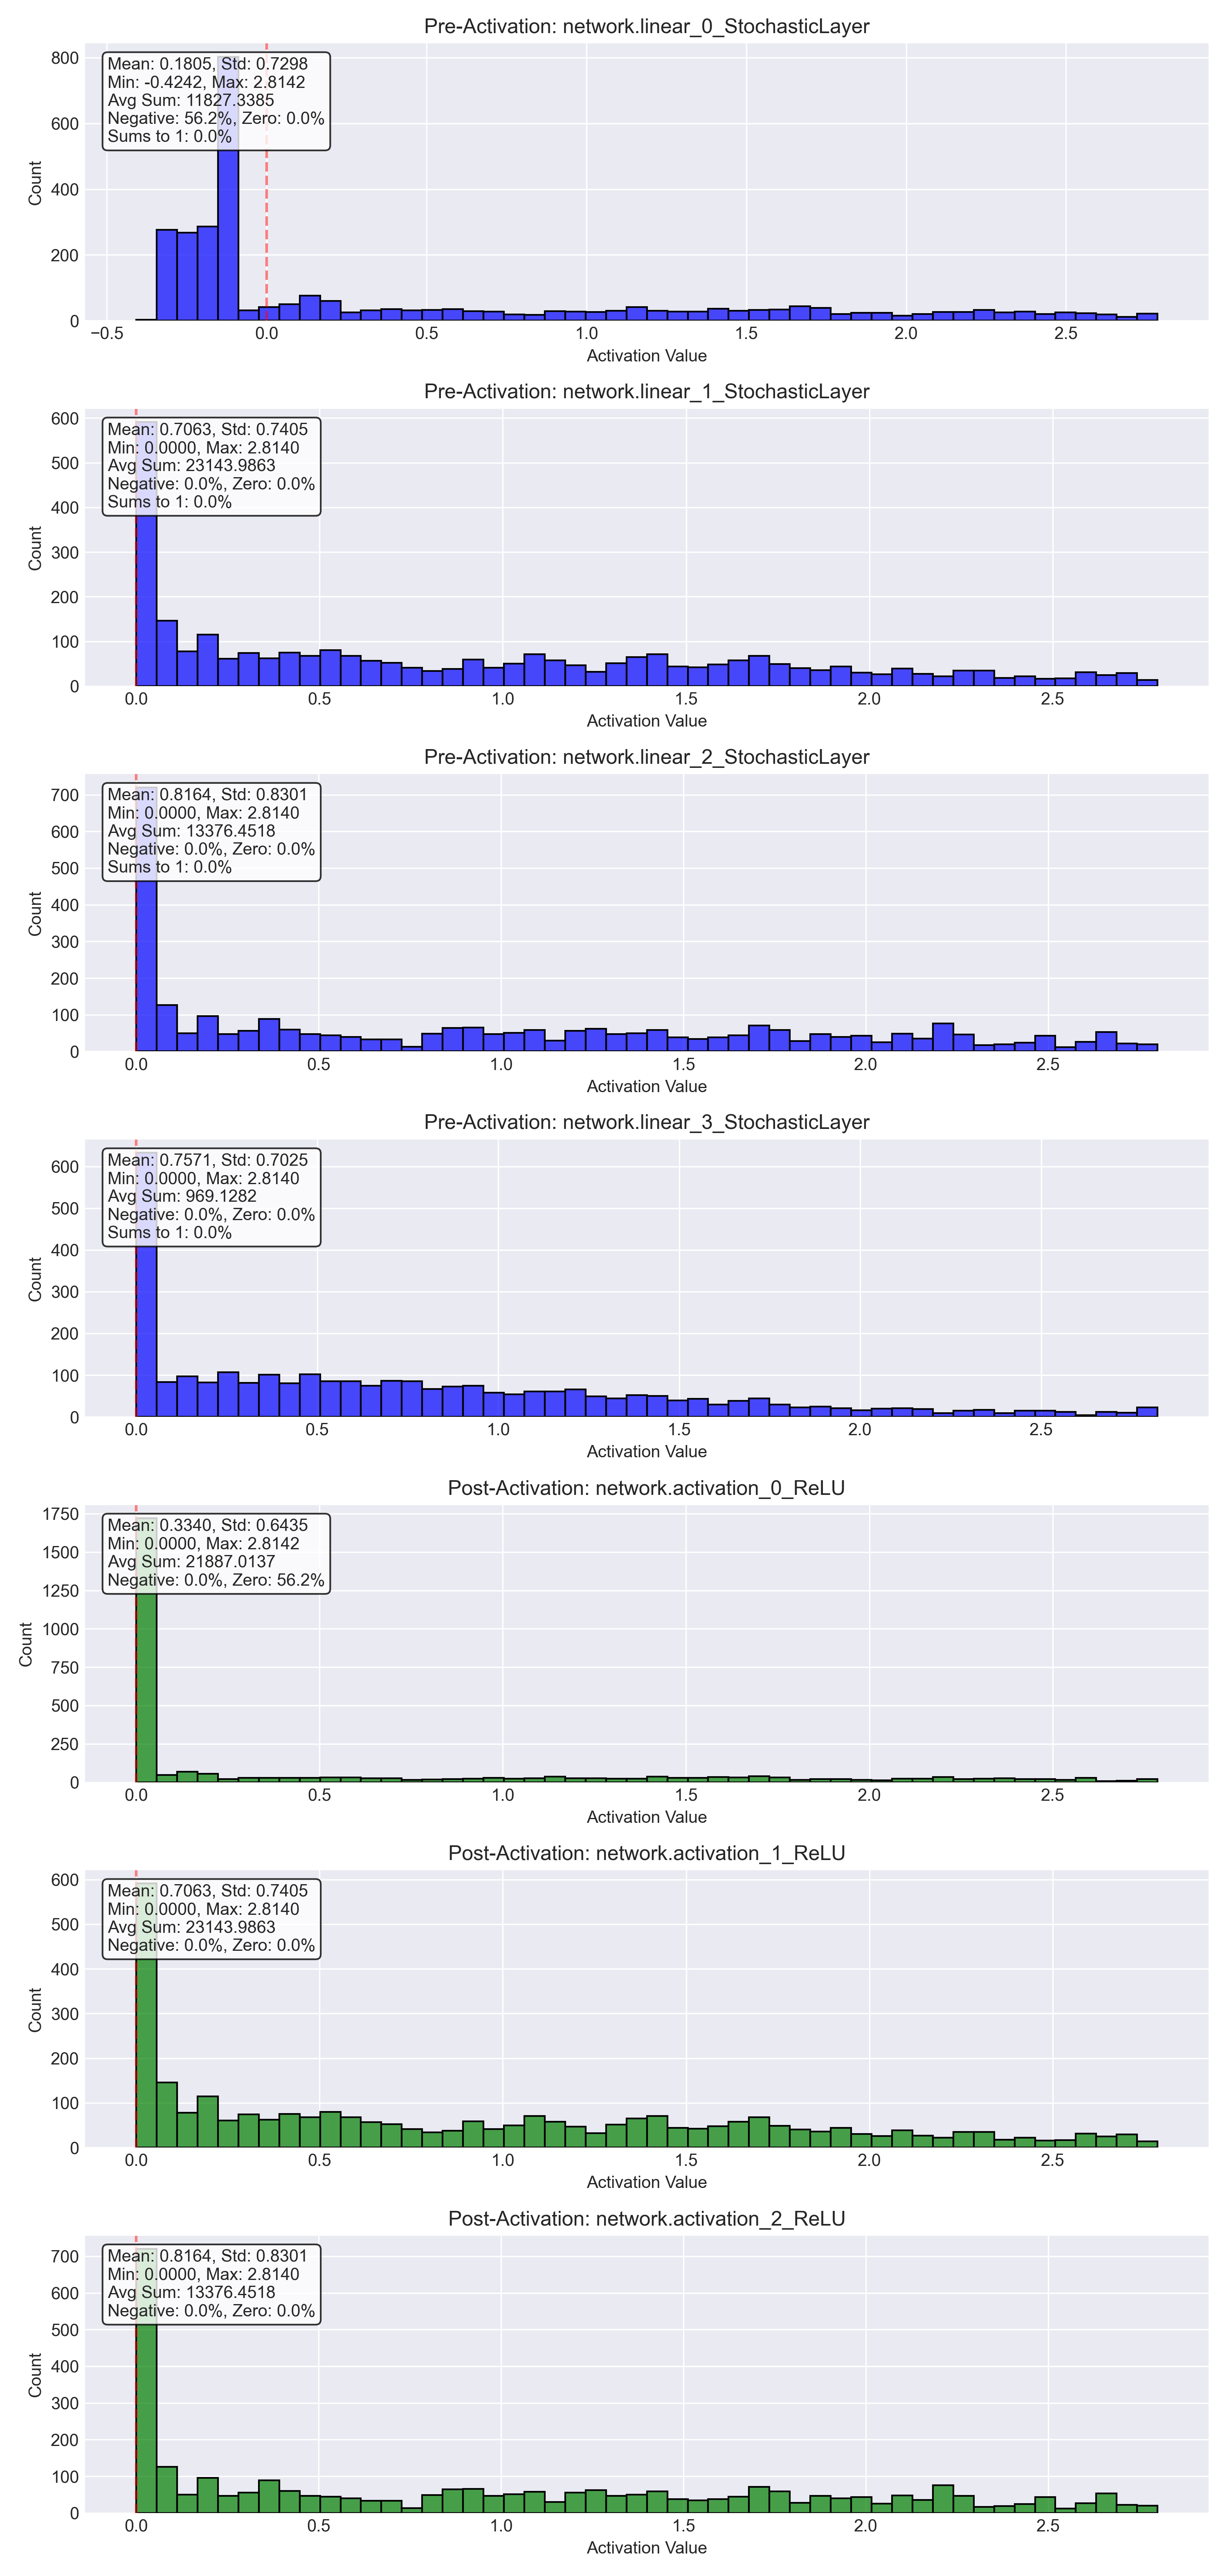 Pre-Activation: network.linear_0_StochasticLayer
Mean: 0.1805, Std: 0.7298
Min: -0.4242, Max: 2.8142
Avg Sum: 11827.3385
Negative: 56.2%, Zero: 0.0%
Sums to 1: 0.0%
800
600
400
200
0
Count
−0.5 0.0 0.5 1.0 1.5 2.0 2.5
Activation Value
Pre-Activation: network.linear_1_StochasticLayer
Mean: 0.7063, Std: 0.7405
Min: 0.0000, Max: 2.8140
Avg Sum: 23143.9863
Negative: 0.0%, Zero: 0.0%
Sums to 1: 0.0%
600
500
400
300
200
100
0
Count
0.0 0.5 1.0 1.5 2.0 2.5
Activation Value
Pre-Activation: network.linear_2_StochasticLayer
Mean: 0.8164, Std: 0.8301
Min: 0.0000, Max: 2.8140
Avg Sum: 13376.4518
Negative: 0.0%, Zero: 0.0%
Sums to 1: 0.0%
700
600
500
400
300
200
100
0
Count
0.0 0.5 1.0 1.5 2.0 2.5
Activation Value
Pre-Activation: network.linear_3_StochasticLayer
Mean: 0.7571, Std: 0.7025
Min: 0.0000, Max: 2.8140
Avg Sum: 969.1282
Negative: 0.0%, Zero: 0.0%
Sums to 1: 0.0%
600
500
400
300
200
100
0
Count
0.0 0.5 1.0 1.5 2.0 2.5
Activation Value
Post-Activation: network.activation_0_ReLU
Mean: 0.3340, Std: 0.6435
Min: 0.0000, Max: 2.8142
Avg Sum: 21887.0137
Negative: 0.0%, Zero: 56.2%
1750
1500
1250
1000
750
500
250
0
Count
0.0 0.5 1.0 1.5 2.0 2.5
Activation Value
Post-Activation: network.activation_1_ReLU
Mean: 0.7063, Std: 0.7405
Min: 0.0000, Max: 2.8140
Avg Sum: 23143.9863
Negative: 0.0%, Zero: 0.0%
600
500
400
300
200
100
0
Count
0.0 0.5 1.0 1.5 2.0 2.5
Activation Value
Post-Activation: network.activation_2_ReLU
Mean: 0.8164, Std: 0.8301
Min: 0.0000, Max: 2.8140
Avg Sum: 13376.4518
Negative: 0.0%, Zero: 0.0%
700
600
500
400
300
200
100
0
Count
0.0 0.5 1.0 1.5 2.0 2.5
Activation Value